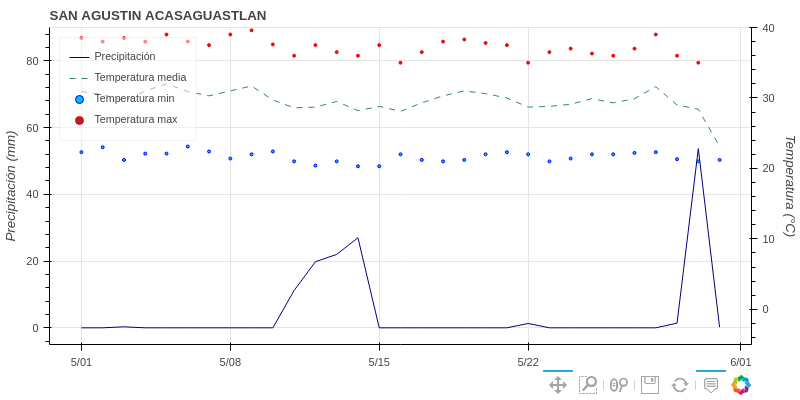 SAN AGUSTIN ACASAGUASTLAN
Precipitación
Temperatura media
Temperatura min
Temperatura max
Precipitación (mm)
80
60
40
20
0
Temperatura (°C)
40
30
20
10
0
5/01
5/08
5/15
5/22
6/01